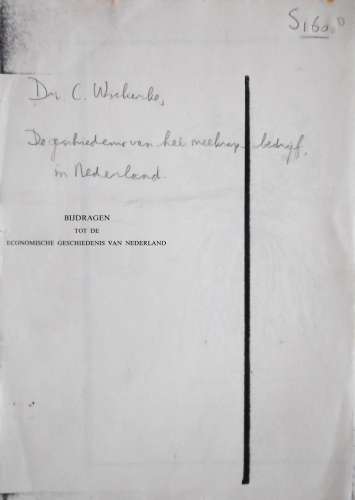 S160,0
Dr. C. Wiskerke,
De geschiedenis van het meekrap-bedrijf
in Nederland.
BIJDRAGEN
TOT DE
ECONOMISCHE GESCHIEDENIS VAN NEDERLAND